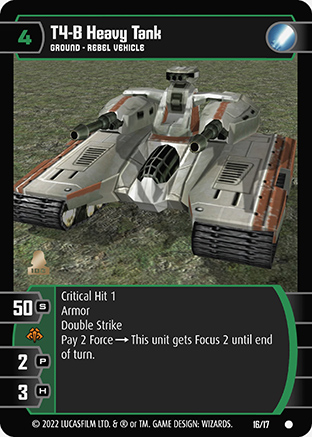 4
T4-B Heavy Tank
GROUND - REBEL VEHICLE
50 S
2 P
3 H
Critical Hit 1
Armor
Double Strike
Pay 2 Force → This unit gets Focus 2 until end
of turn.
© 2022 LUCASFILM LTD. & ® or TM. GAME DESIGN: WIZARDS.
16/17